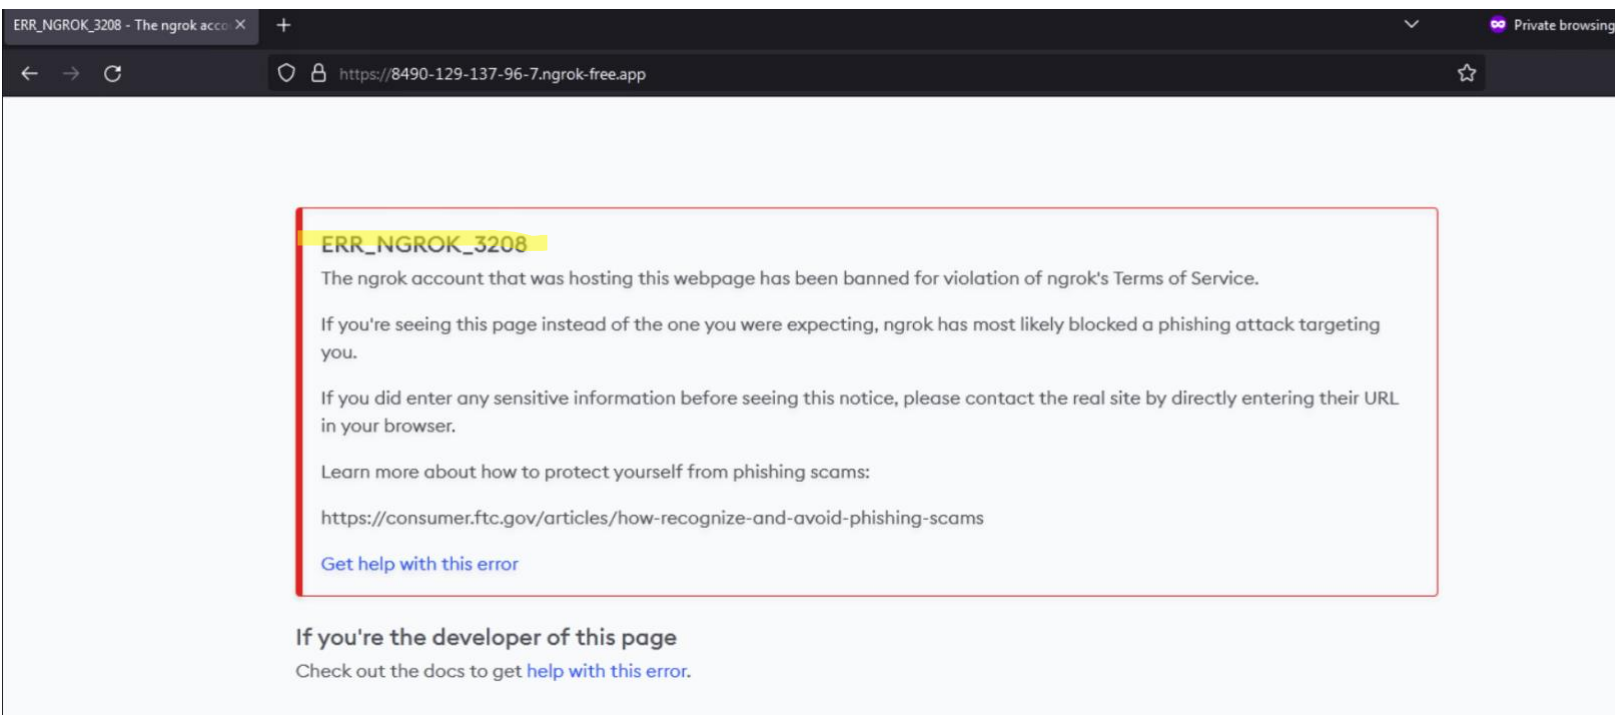 ERR_NGROK_3208 - The ngrok acco
Private browsing
https://8490-129-137-96-7.ngrok-free.app
ERR_NGROK_3208
The ngrok account that was hosting this webpage has been banned for violation of ngrok's Terms of Service.
If you're seeing this page instead of the one you were expecting, ngrok has most likely blocked a phishing attack targeting
you.
If you did enter any sensitive information before seeing this notice, please contact the real site by directly entering their URL
in your browser.
Learn more about how to protect yourself from phishing scams:
https://consumer.ftc.gov/articles/how-recognize-and-avoid-phishing-scams
Get help with this error
If you're the developer of this page
Check out the docs to get help with this error.